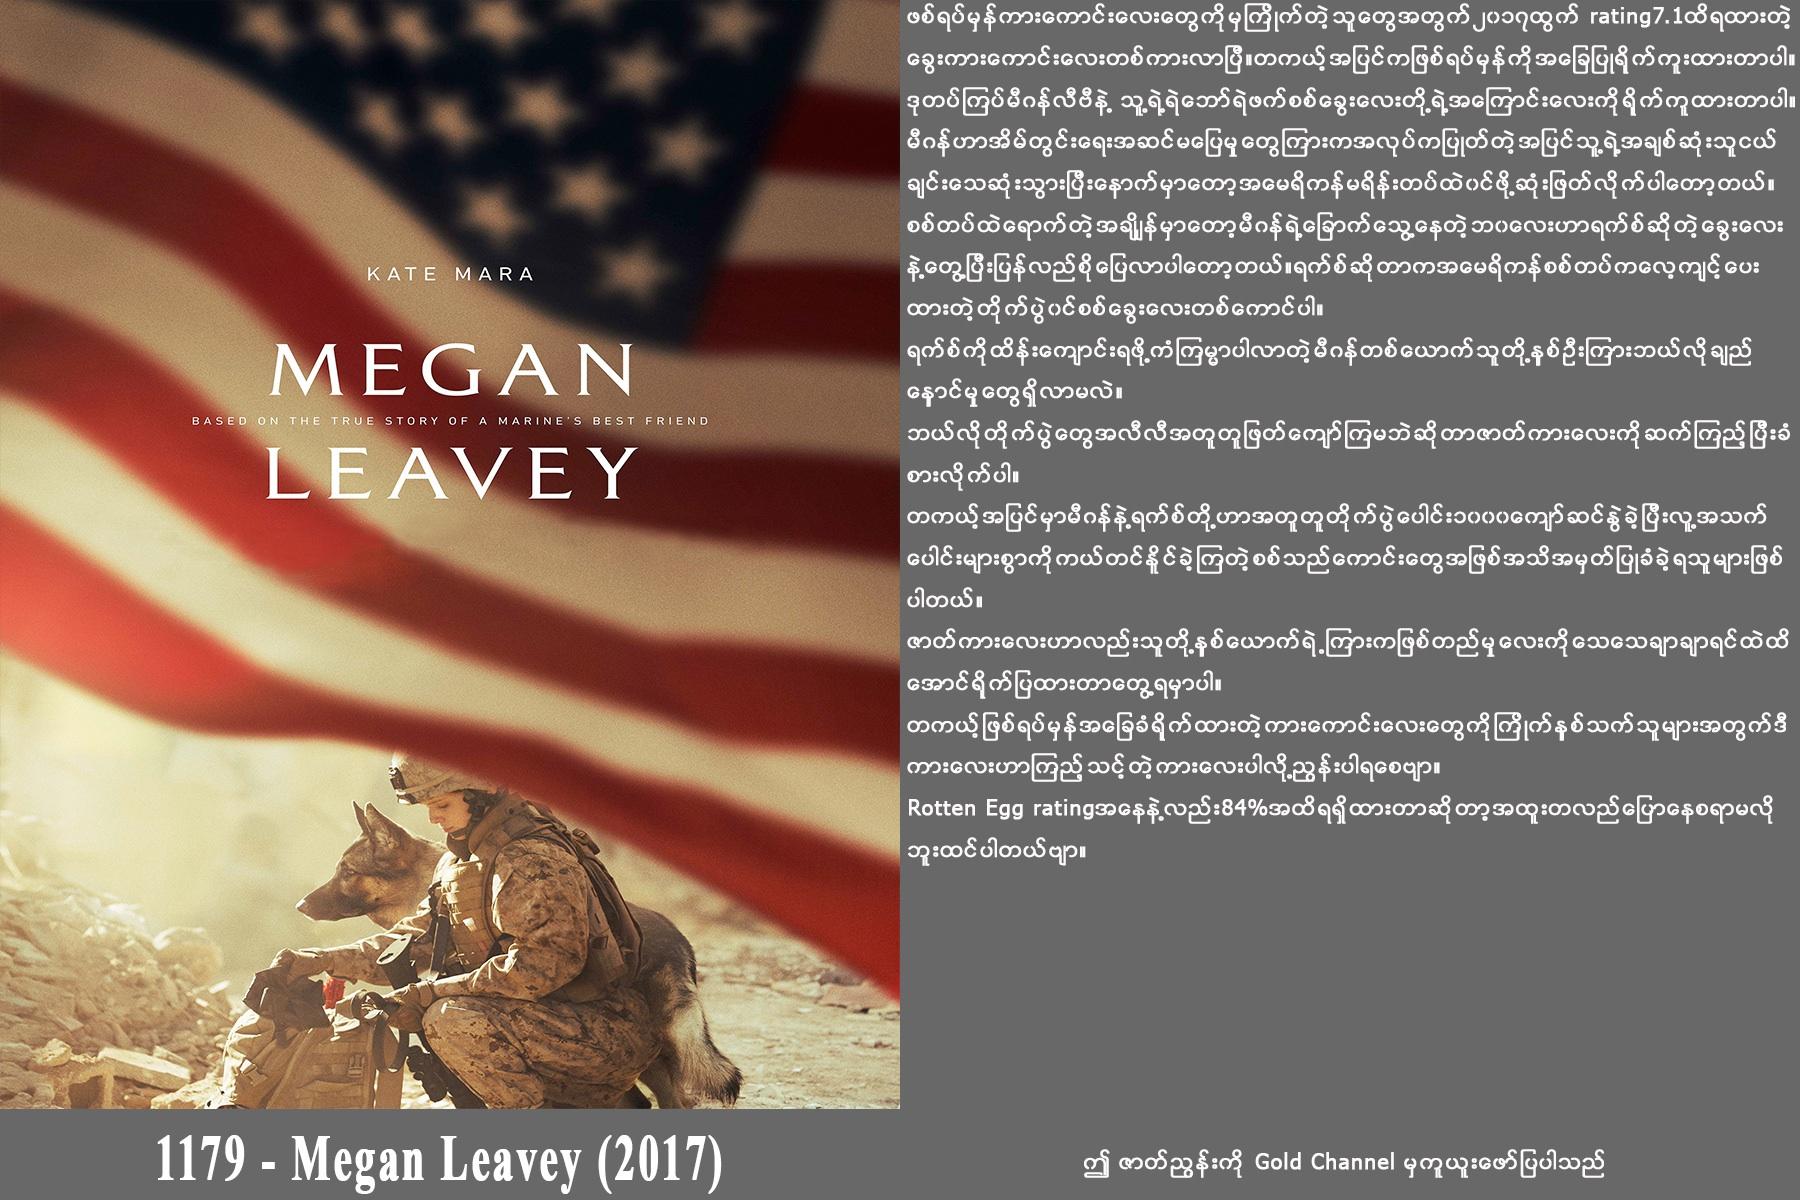 KATE MARA
MEGAN
BASED ON THE TRUE STORY OF A MARINE'S BEST FRIEND
LEAVEY
1179 - Megan Leavey (2017)
ဖစ်ရပ်မှန်ကားကောင်းလေးတွေကိုမှကြိုက်တဲ့သူတွေအတွက်၂၀၁၇ထွက် rating7.1ထိရထားတဲ့
ခွေးကားကောင်းလေးတစ်ကားလာပြီ။တကယ့်အပြင်ကဖြစ်ရပ်မှန်ကိုအခြေပြုရိုက်ကူးထားတာပါ။
ဒုတပ်ကြပ်မီဂန်လီဗီနဲ့ သူ့ရဲ့ရဲဘော်ရဲဖက်စစ်ခွေးလေးတို့ရဲ့အကြောင်းလေးကိုရိုက်ကူထားတာပါ။
မီဂန်ဟာအိမ်တွင်းရေးအဆင်မပြေမှုတွေကြားကအလုပ်ကပြုတ်တဲ့အပြင်သူ့ရဲ့အချစ်ဆုံးသူငယ်
ချင်းသေဆုံးသွားပြီးနောက်မှာတော့အမေရိကန်မရိန်းတပ်ထဲဝင်ဖို့ဆုံးဖြတ်လိုက်ပါတော့တယ်။
စစ်တပ်ထဲရောက်တဲ့အချိန်မှာတော့မီဂန်ရဲ့ခြောက်သွေ့နေတဲ့ဘဝလေးဟာရက်စ်ဆိုတဲ့ခွေးလေး
နဲ့တွေ့ပြီးပြန်လည်စိုပြေလာပါတော့တယ်။ရက်စ်ဆိုတာကအမေရိကန်စစ်တပ်ကလေ့ကျင့်ပေး
ထားတဲ့တိုက်ပွဲဝင်စစ်ခွေးလေးတစ်ကောင်ပါ။
ရက်စ်ကိုထိန်းကျောင်းရဖို့ကံကြမ္မာပါလာတဲ့မီဂန်တစ်ယောက်သူတို့နှစ်ဦးကြားဘယ်လိုချည်
နှောင်မှုတွေရှိလာမလဲ။
ဘယ်လိုတိုက်ပွဲတွေအလီလီအတူတူဖြတ်ကျော်ကြမဘဲဆိုတာဇာတ်ကားလေးကိုဆက်ကြည့်ပြီးခံ
စားလိုက်ပါ။
တကယ့်အပြင်မှာမီဂန်နဲ့ရက်စ်တို့ဟာအတူတူတိုက်ပွဲပေါင်း၁၀၀၀ကျော်ဆင်နွှဲခဲ့ပြီးလူ့အသက်
ပေါင်းများစွာကိုကယ်တင်နိူင်ခဲ့ကြတဲ့စစ်သည်ကောင်းတွေအဖြစ်အသိအမှတ်ပြုခံခဲ့ရသူများဖြစ်
ပါတယ်။
ဇာတ်ကားလေးဟာလည်းသူတို့နှစ်ယောက်ရဲ့ကြားကဖြစ်တည်မှုလေးကိုသေသေချာချာရင်ထဲထိ
အောင်ရိုက်ပြထားတာတွေ့ရမှာပါ။
တကယ့်ဖြစ်ရပ်မှန်အခြေခံရိုက်ထားတဲ့ကားကောင်းလေးတွေကိုကြိုက်နှစ်သက်သူများအတွက်ဒီ
ကားလေးဟာကြည့်သင့်တဲ့ကားလေးပါလို့ညွှန်းပါရစေဗျာ။
Rotten Egg ratingအနေနဲ့လည်း84%အထိရရှိထားတာဆိုတာ့အထူးတလည်ပြောနေစရာမလို
ဘူးထင်ပါတယ်ဗျာ။
ဤ ဇာတ်ညွှန်းကို Gold Channel မှကူယူးဖော်ပြပါသည်